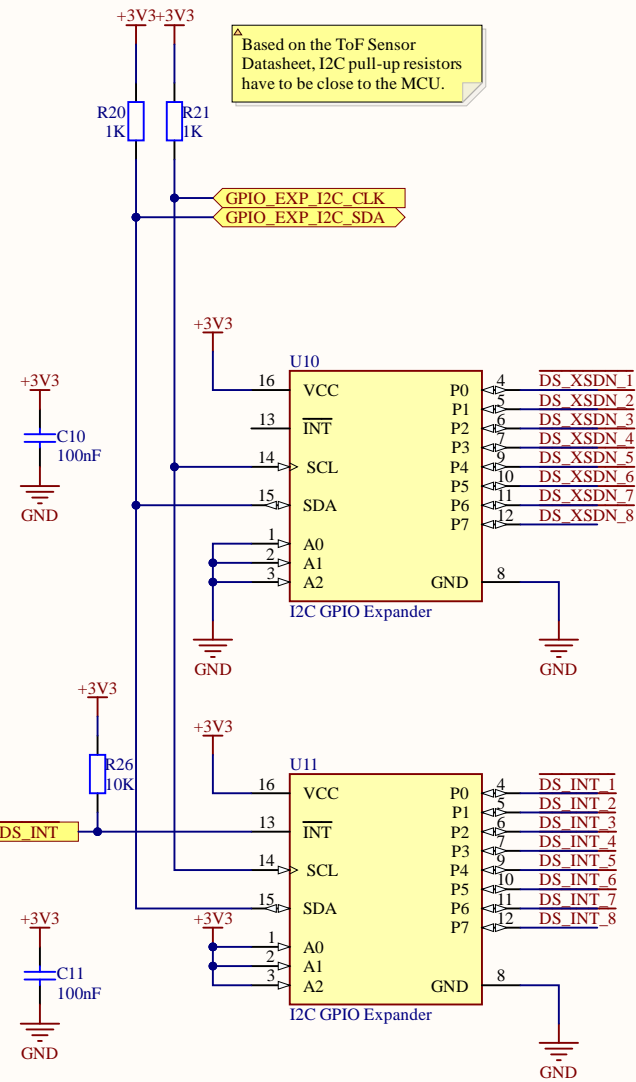 +3V3 +3V3
Based on the ToF Sensor
Datasheet, I2C pull-up resistors
have to be close to the MCU.
R20
1K
R21
1K
GPIO_EXP_I2C_CLK
GPIO_EXP_I2C_SDA
+3V3
U10
16 VCC P0 4 DS_XSDN_1
P1 5 DS_XSDN_2
13 INT P2 6 DS_XSDN_3
P3 7 DS_XSDN_4
14 SCL P4 9 DS_XSDN_5
P5 10 DS_XSDN_6
15 SDA P6 11 DS_XSDN_7
P7 12 DS_XSDN_8
1 A0
2 A1
3 A2 GND 8
I2C GPIO Expander
GND
GND
+3V3
C10
100nF
GND
+3V3
R26
10K
DS_INT
+3V3
U11
16 VCC P0 4 DS_INT_1
P1 5 DS_INT_2
13 INT P2 6 DS_INT_3
P3 7 DS_INT_4
14 SCL P4 9 DS_INT_5
P5 10 DS_INT_6
15 SDA P6 11 DS_INT_7
P7 12 DS_INT_8
+3V3
1 A0
2 A1
3 A2 GND 8
I2C GPIO Expander
GND
+3V3
C11
100nF
GND